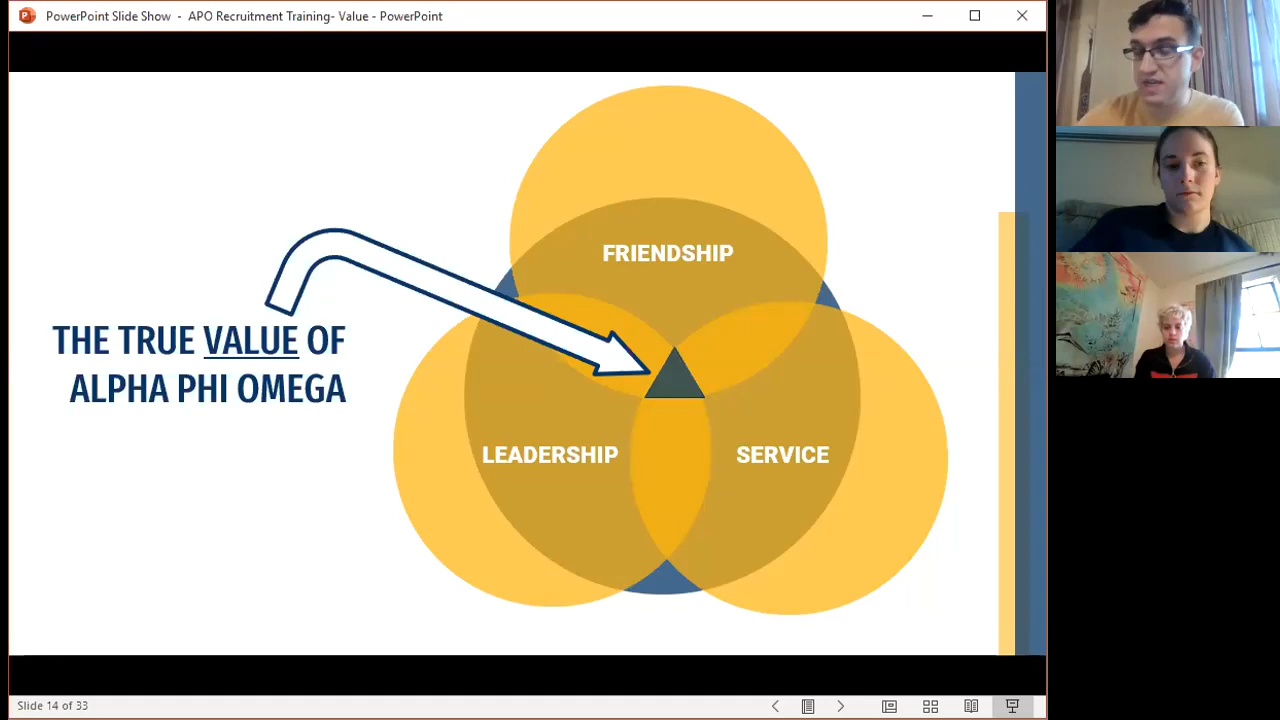 PowerPoint Slide Show - APO Recruitment Training- Value - PowerPoint
FRIENDSHIP
THE TRUE VALUE OF
ALPHA PHI OMEGA
LEADERSHIP
SERVICE
Slide 14 of 33